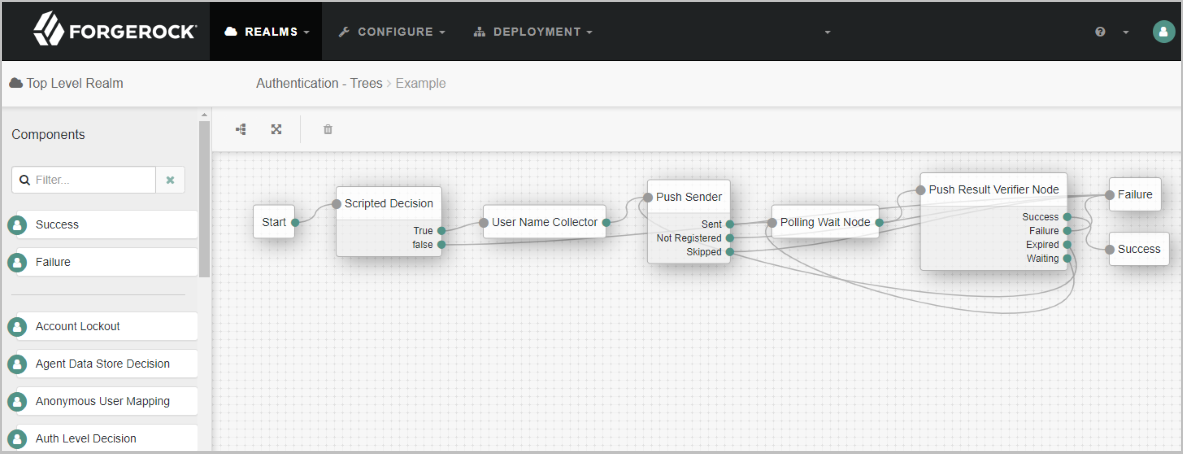 FORGEROCK
REALMS
CONFIGURE
DEPLOYMENT
Top Level Realm
Authentication - Trees > Example
Components
Filter...
Success
Failure
Account Lockout
Agent Data Store Decision
Anonymous User Mapping
Auth Level Decision
Start
Scripted Decision
True
false
User Name Collector
Push Sender
Sent
Not Registered
Skipped
Polling Wait Node
Push Result Verifier Node
Success
Failure
Expired
Waiting
Failure
Success